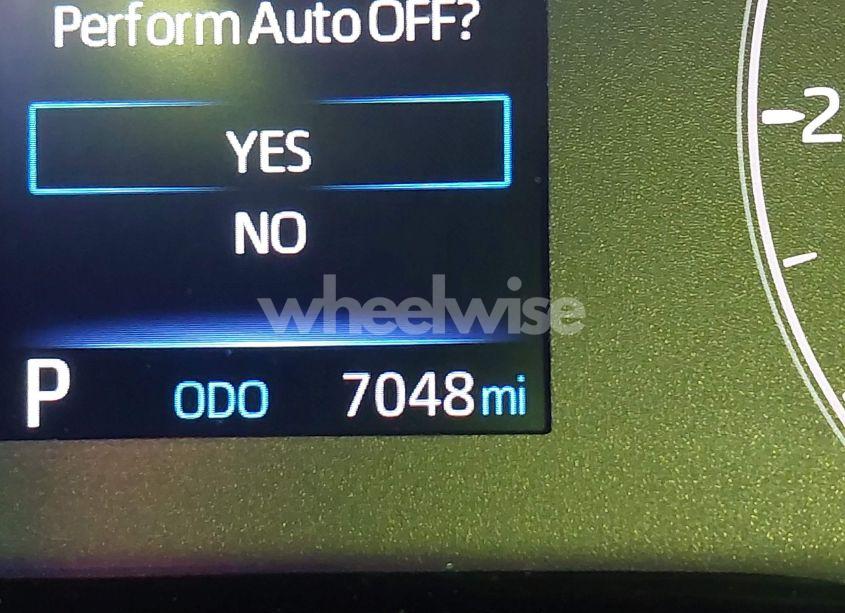 Perform Auto OFF?
YES
NO
wheelwise
P ODO 7048 mi
2